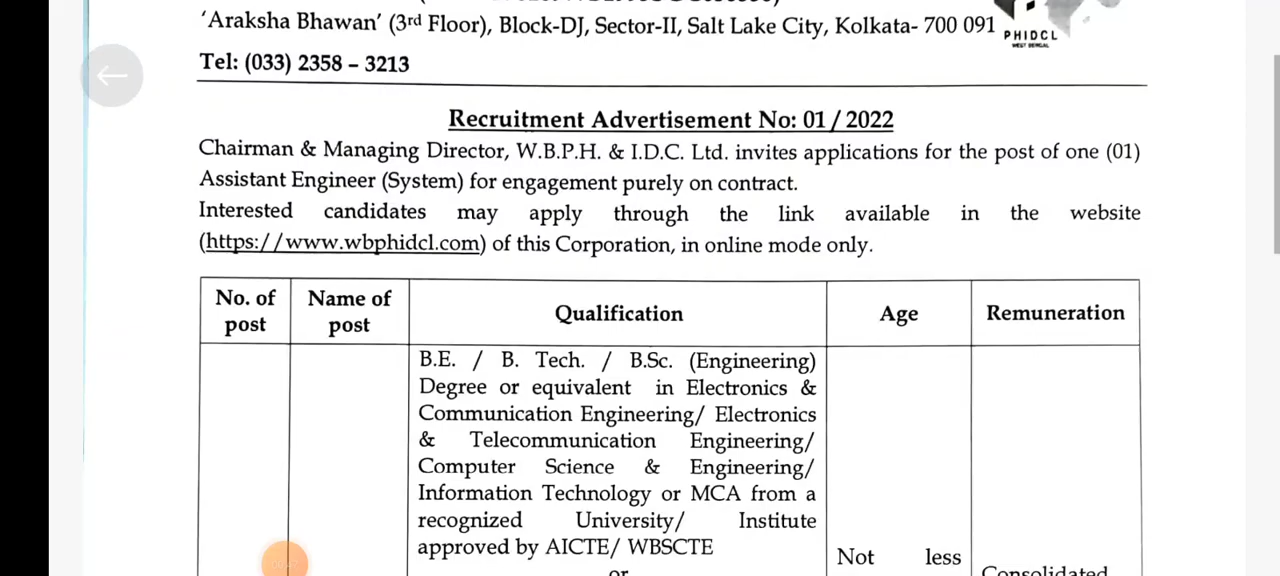 'Araksha Bhawan' (3rd Floor), Block-DJ, Sector-II, Salt Lake City, Kolkata- 700 091
PHIDCL
WEST BENGAL
Tel: (033) 2358 – 3213
Recruitment Advertisement No: 01 / 2022
Chairman & Managing Director, W.B.P.H. & I.D.C. Ltd. invites applications for the post of one (01)
Assistant Engineer (System) for engagement purely on contract.
Interested candidates may apply through the link available in the website
(https://www.wbphidcl.com) of this Corporation, in online mode only.
No. of post
Name of post
Qualification
Age
Remuneration
B.E. / B. Tech. / B.Sc. (Engineering)
Degree or equivalent in Electronics &
Communication Engineering/ Electronics
& Telecommunication Engineering/
Computer Science & Engineering/
Information Technology or MCA from a
recognized University/ Institute
approved by AICTE/ WBSCTE
or
Not less
Consolidated